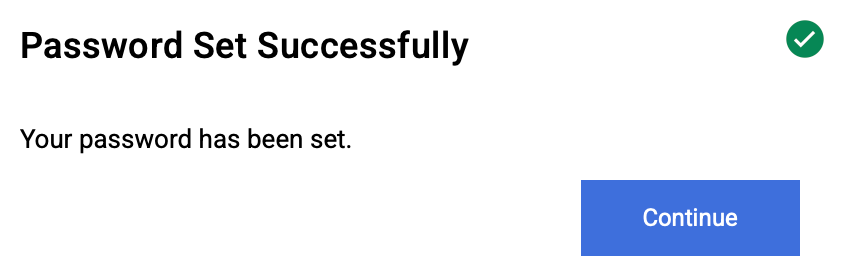 Password Set Successfully
Your password has been set.
Continue